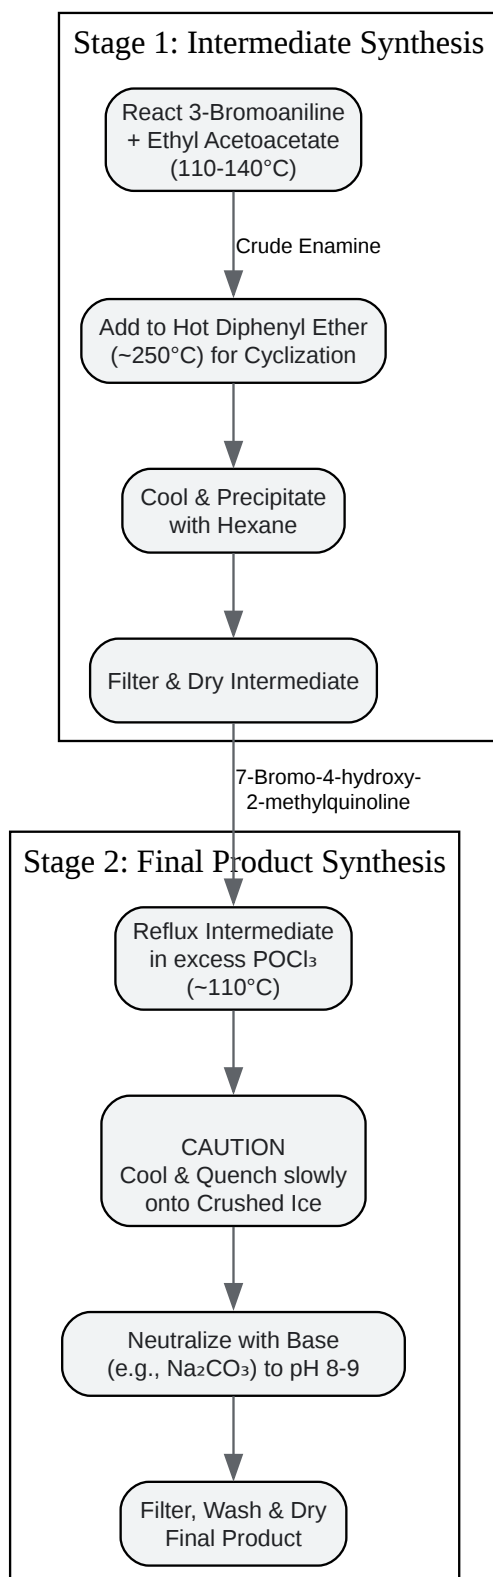 Stage 1: Intermediate Synthesis
React 3-Bromoaniline
+ Ethyl Acetoacetate
(110-140°C)
Crude Enamine
Add to Hot Diphenyl Ether
(~250°C) for Cyclization
Cool & Precipitate
with Hexane
Filter & Dry Intermediate
7-Bromo-4-hydroxy-
2-methylquinoline
Stage 2: Final Product Synthesis
Reflux Intermediate
in excess POCl₃
(~110°C)
CAUTION
Cool & Quench slowly
onto Crushed Ice
Neutralize with Base
(e.g., Na₂CO₃) to pH 8-9
Filter, Wash & Dry
Final Product